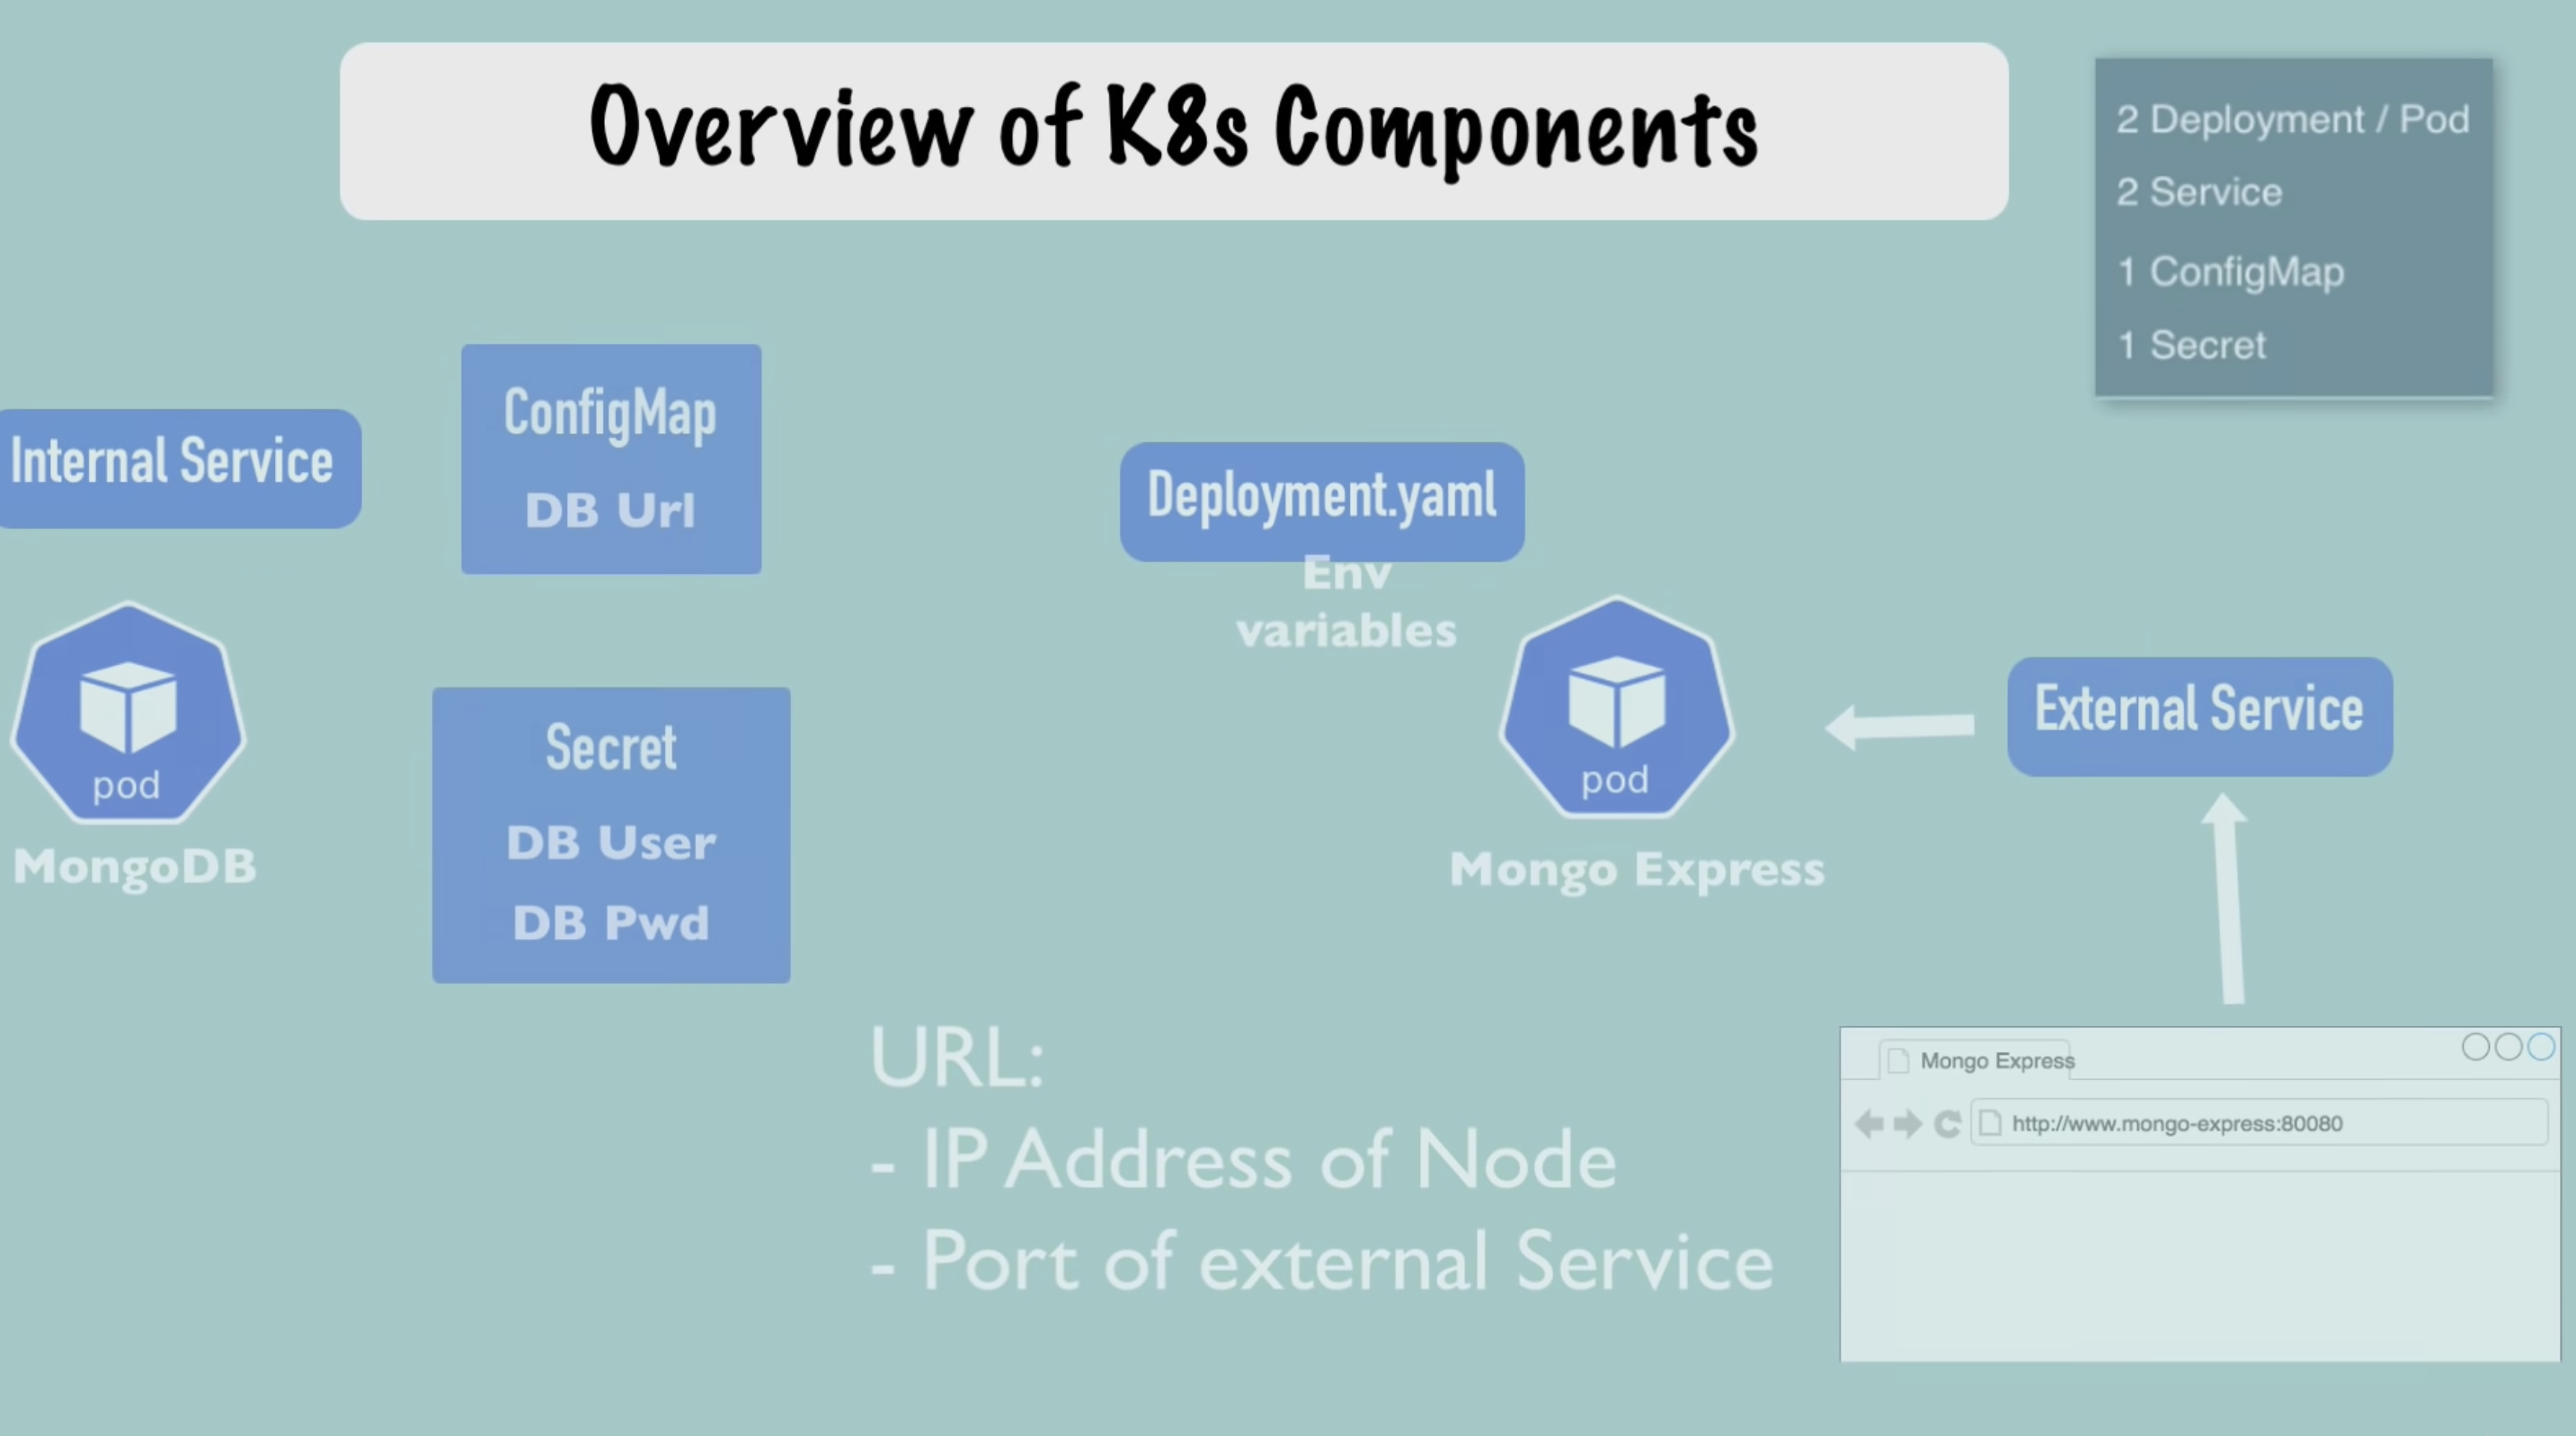 Overview of K8s Components
2 Deployment / Pod
2 Service
1 ConfigMap
1 Secret
Internal Service
pod
MongoDB
ConfigMap
DB Url
Secret
DB User
DB Pwd
Deployment.yaml
Env
variables
pod
Mongo Express
External Service
URL:
- IP Address of Node
- Port of external Service
Mongo Express
http://www.mongo-express:80080